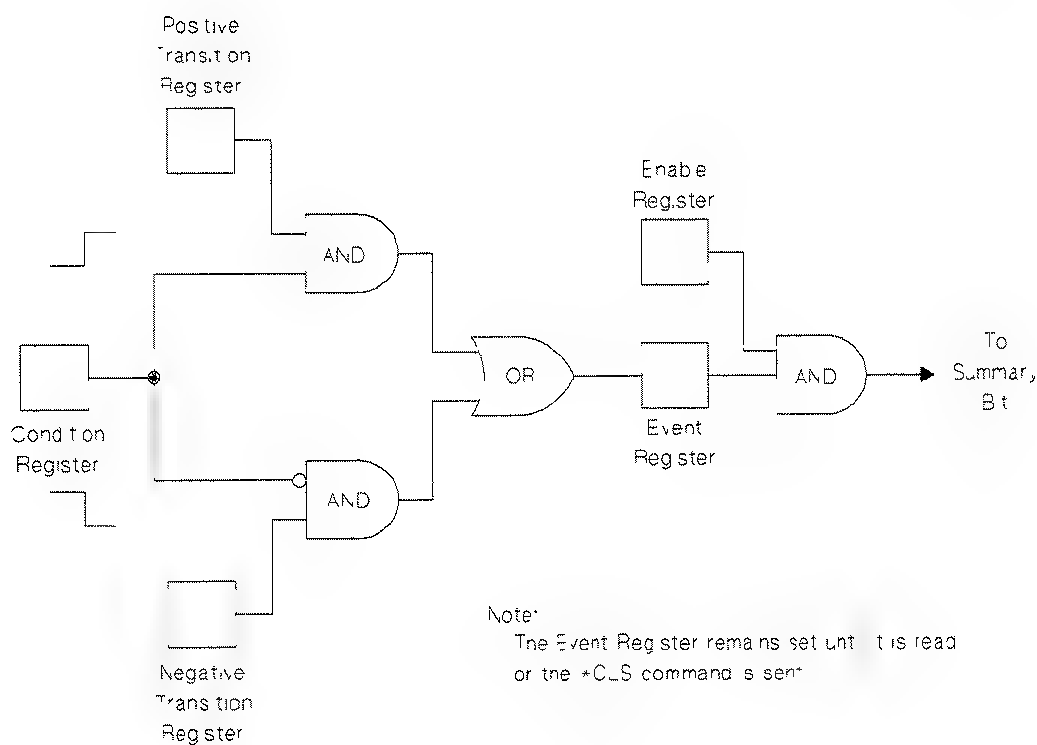 Positive
Transition
Register
Enable
Register
AND
AND
OR
AND
To
Summary
Bit
Condition
Register
Event
Register
AND
Negative
Transition
Register
Note:
The Event Register remains set until it is read
or the *CLS command is sent